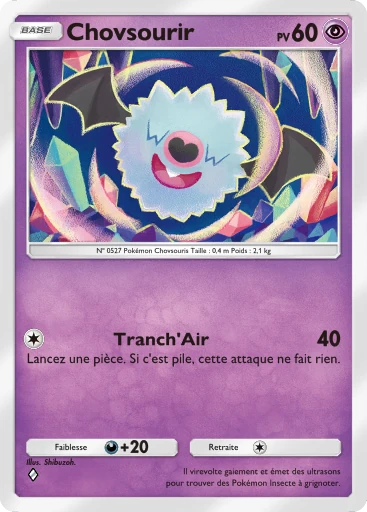 BASE Chovsourir PV 60
N° 0527 Pokémon Chovsouris Taille : 0,4 m Poids : 2,1 kg
Tranch'Air 40
Lancez une pièce. Si c'est pile, cette attaque ne fait rien.
Faiblesse +20 Retraite
Illus. Shibuzoh.
Il virevolte gaiement et émet des ultrasons
pour trouver des Pokémon Insecte à grignoter.